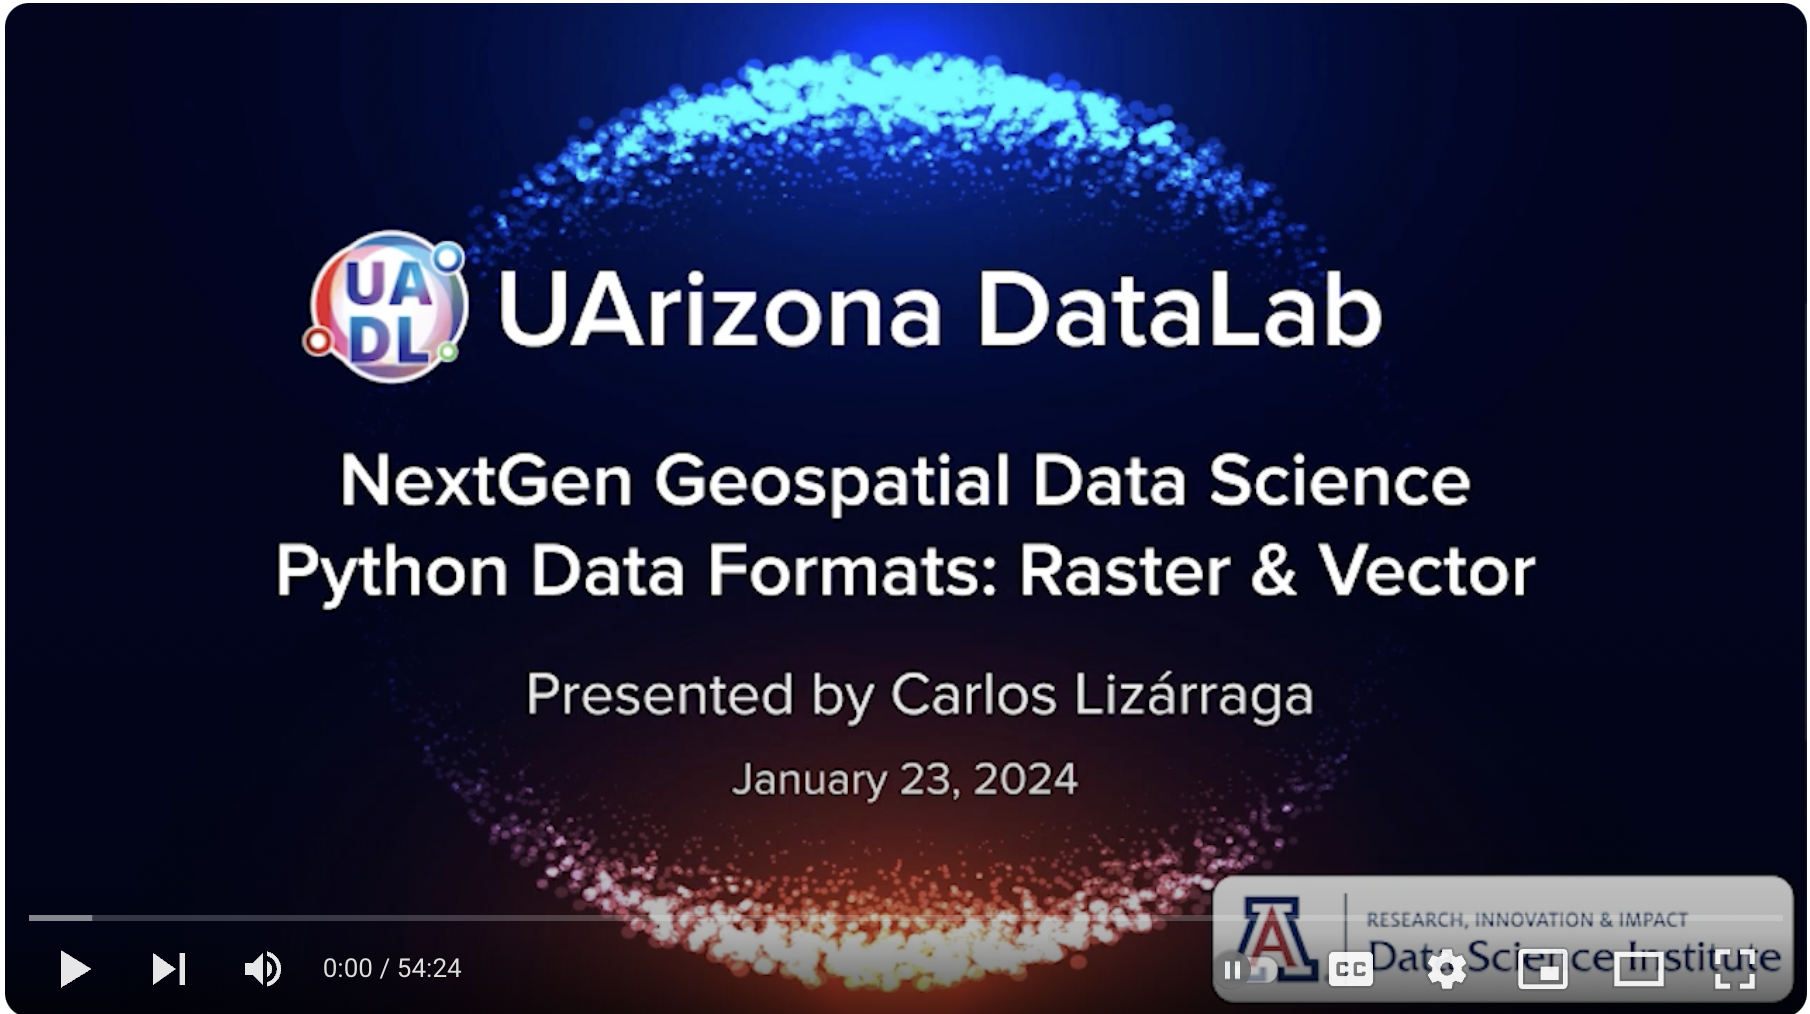 UA
DL
UArizona DataLab
NextGen Geospatial Data Science
Python Data Formats: Raster & Vector
Presented by Carlos Lizárraga
January 23, 2024
A
RESEARCH, INNOVATION & IMPACT
Data Science Institute
0:00 / 54:24
CC